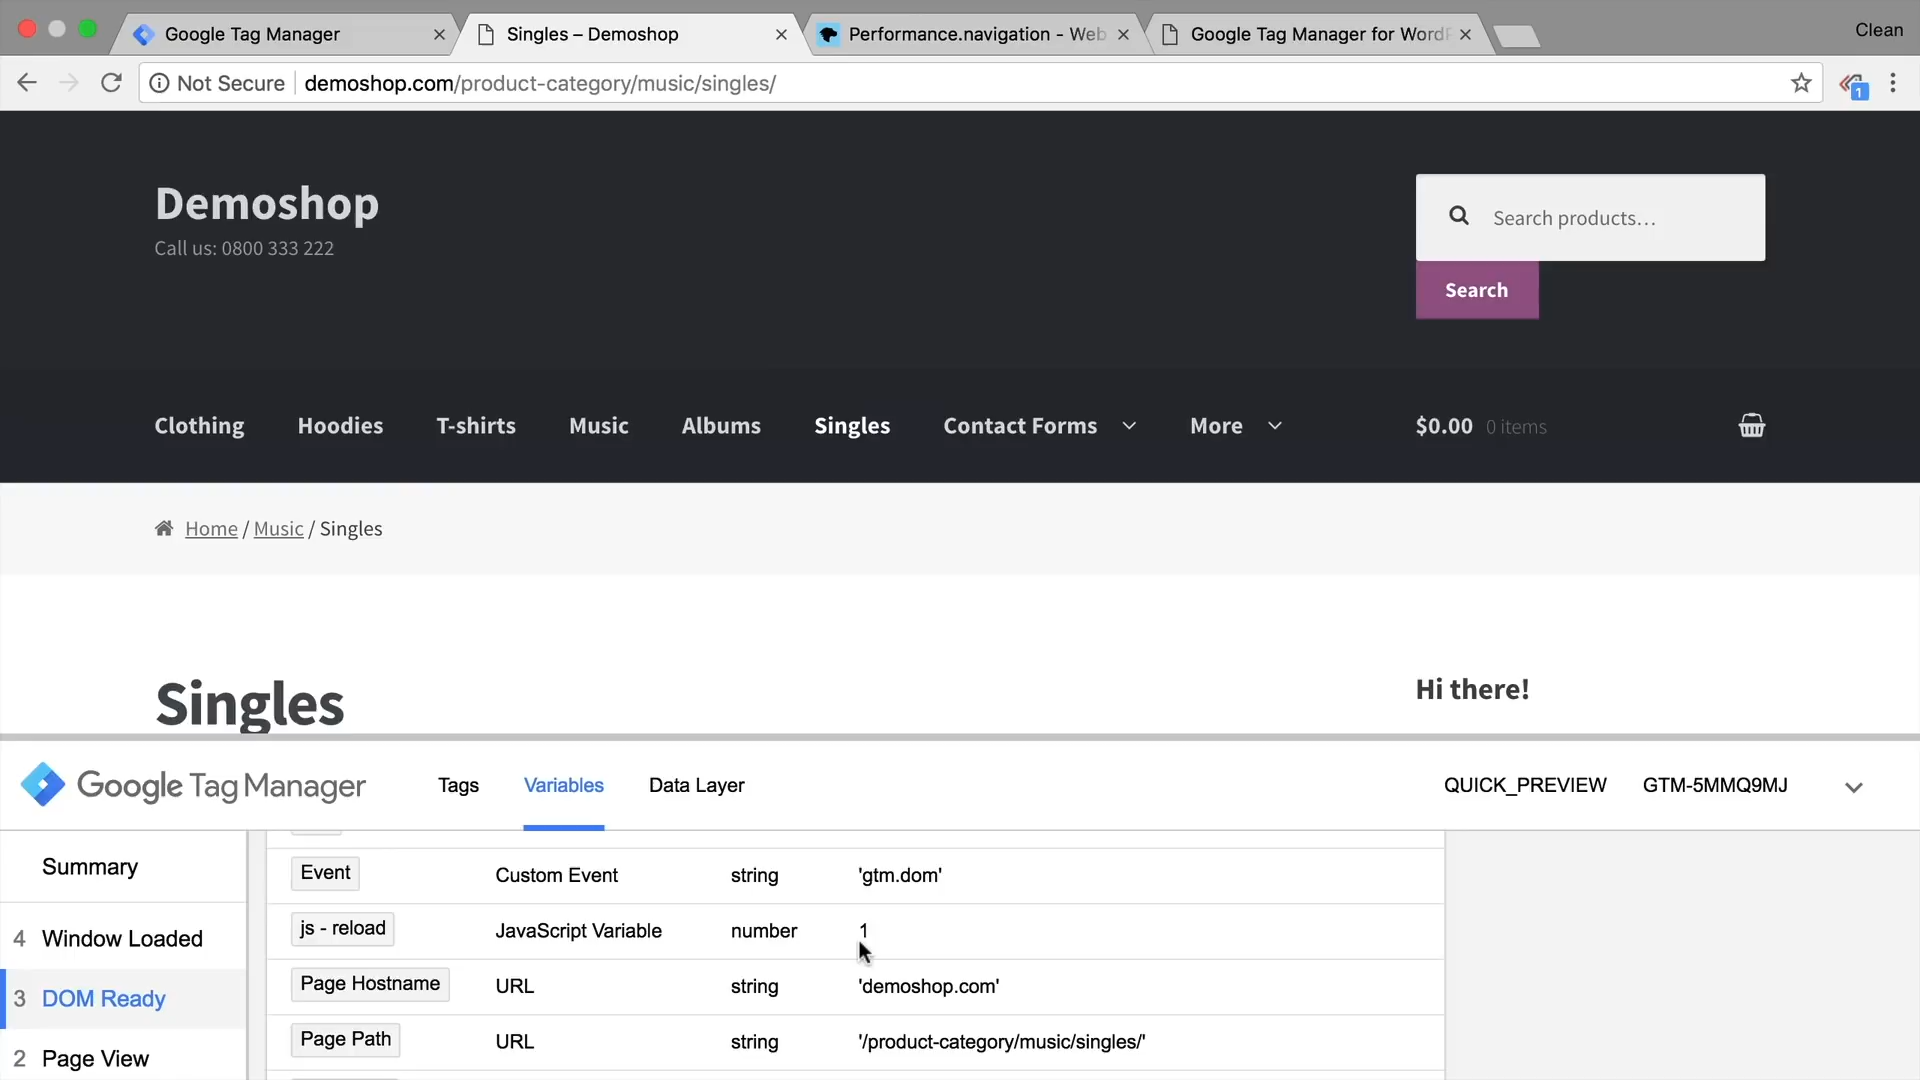 Google Tag Manager
Singles – Demoshop
Performance.navigation - Web
Google Tag Manager for WordP
Clean
Not Secure
demoshop.com/product-category/music/singles/
1
Demoshop
Call us: 0800 333 222
Search products…
Search
Clothing
Hoodies
T-shirts
Music
Albums
Singles
Contact Forms
More
$0.00 0 items
Home / Music / Singles
Singles
Hi there!
Google Tag Manager
Tags
Variables
Data Layer
QUICK_PREVIEW
GTM-5MMQ9MJ
Summary
4 Window Loaded
3 DOM Ready
2 Page View
Event Custom Event string 'gtm.dom'
js - reload JavaScript Variable number 1
Page Hostname URL string 'demoshop.com'
Page Path URL string '/product-category/music/singles/'